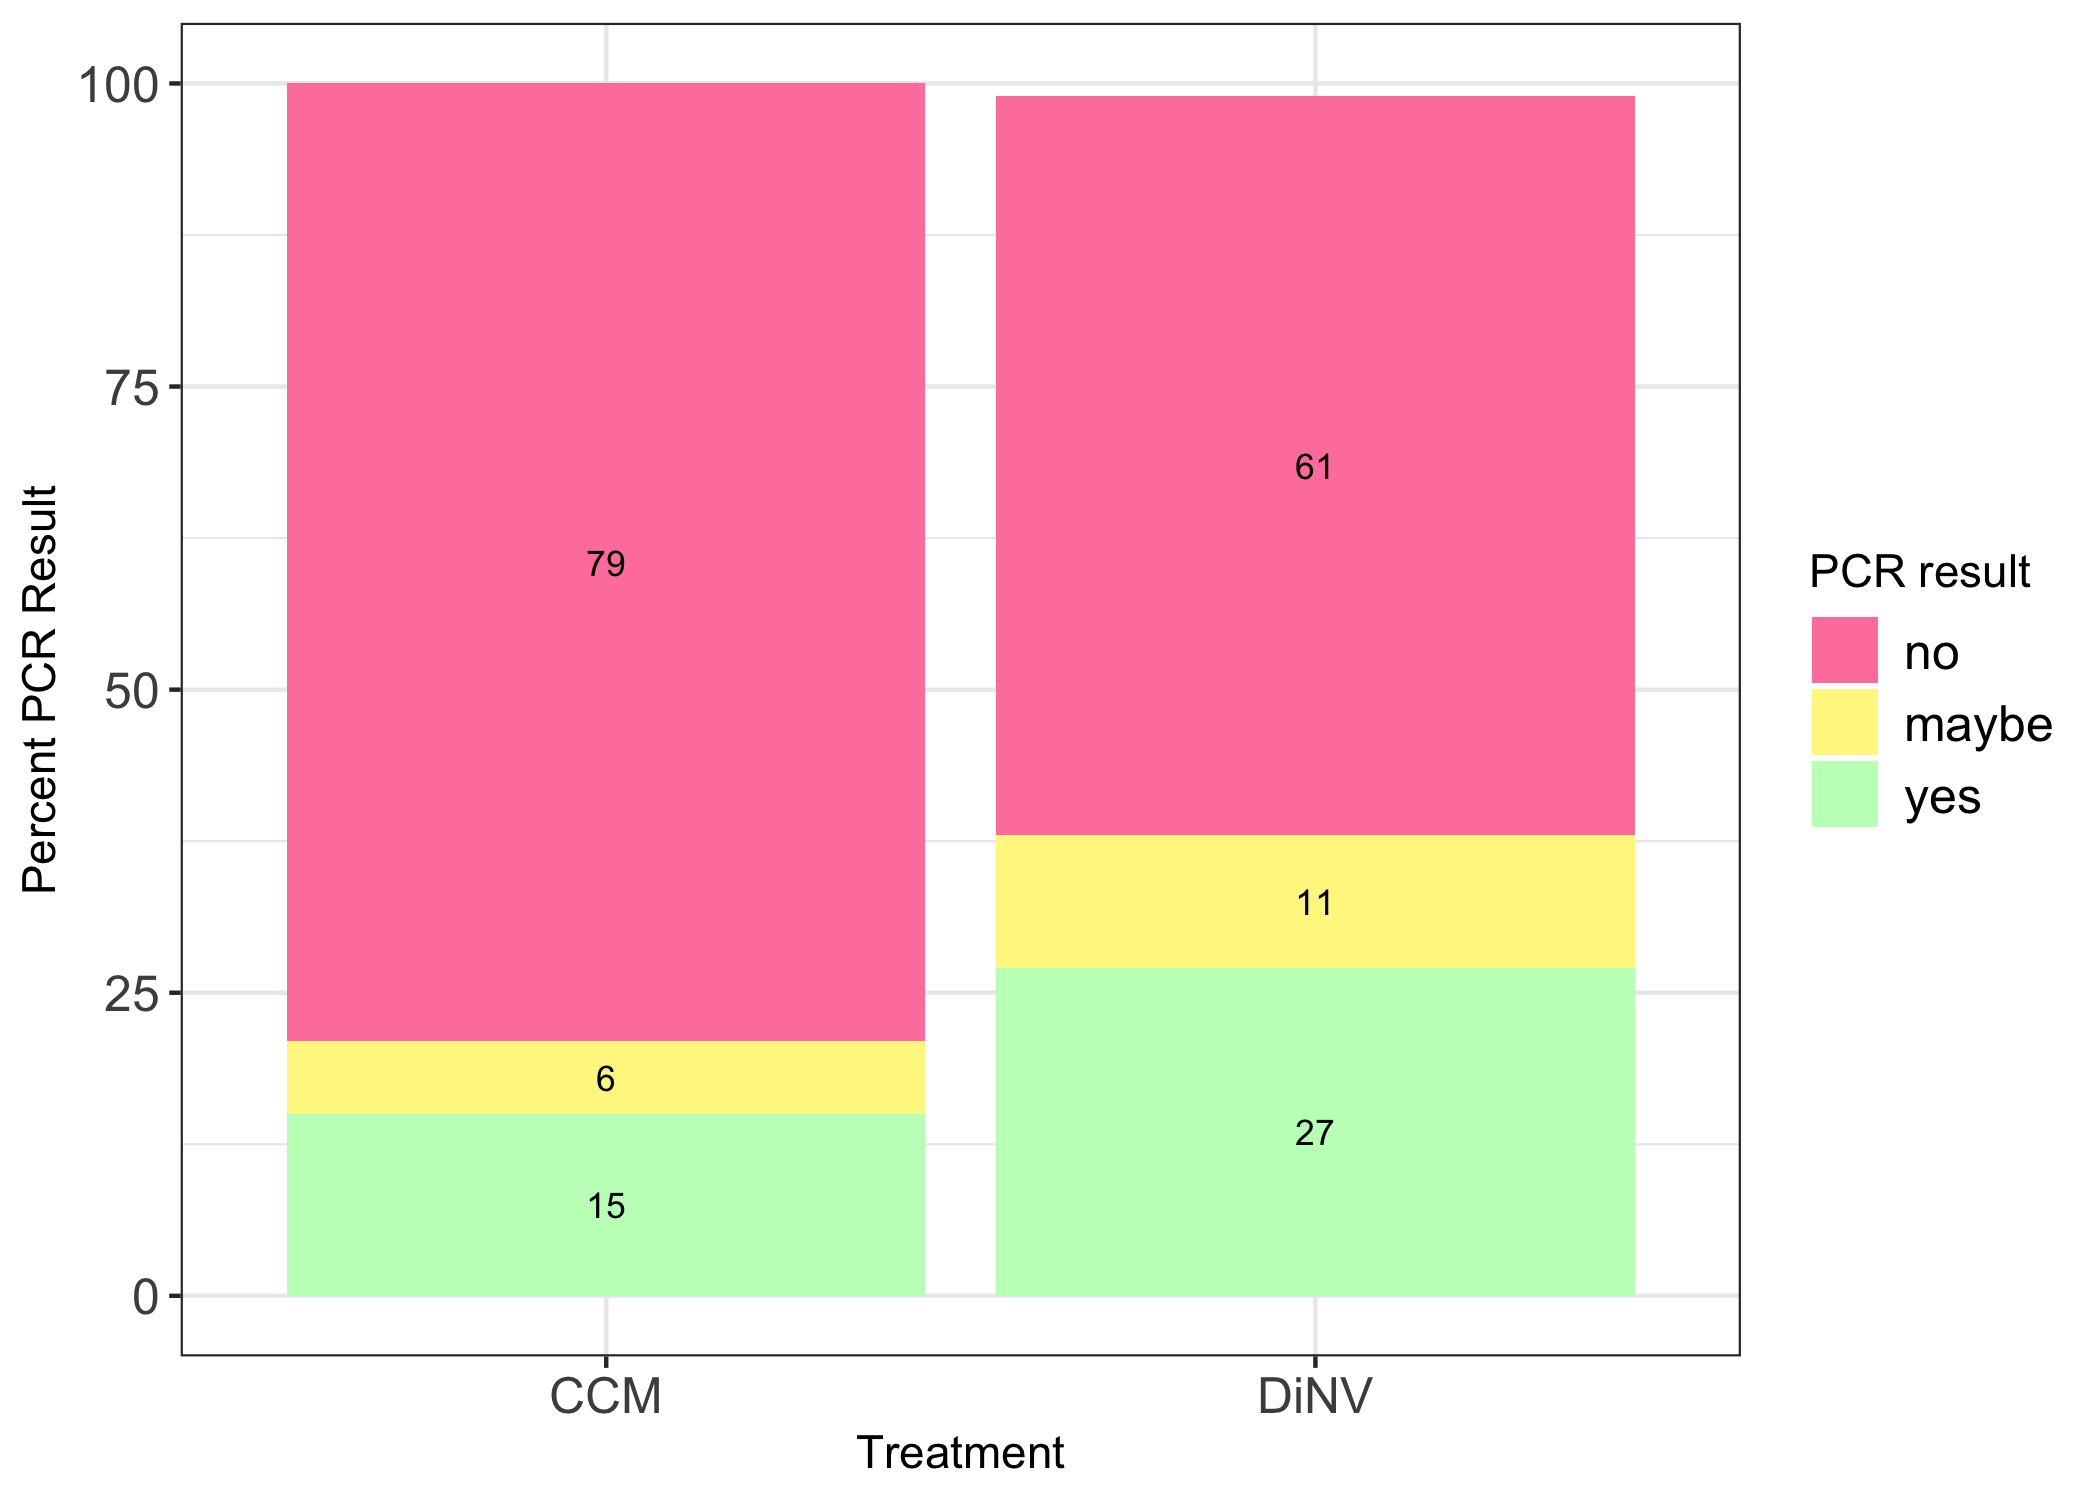 Percent PCR Result
100
75
50
25
0
79
6
15
61
11
27
CCM
DiNV
Treatment
PCR result
no
maybe
yes